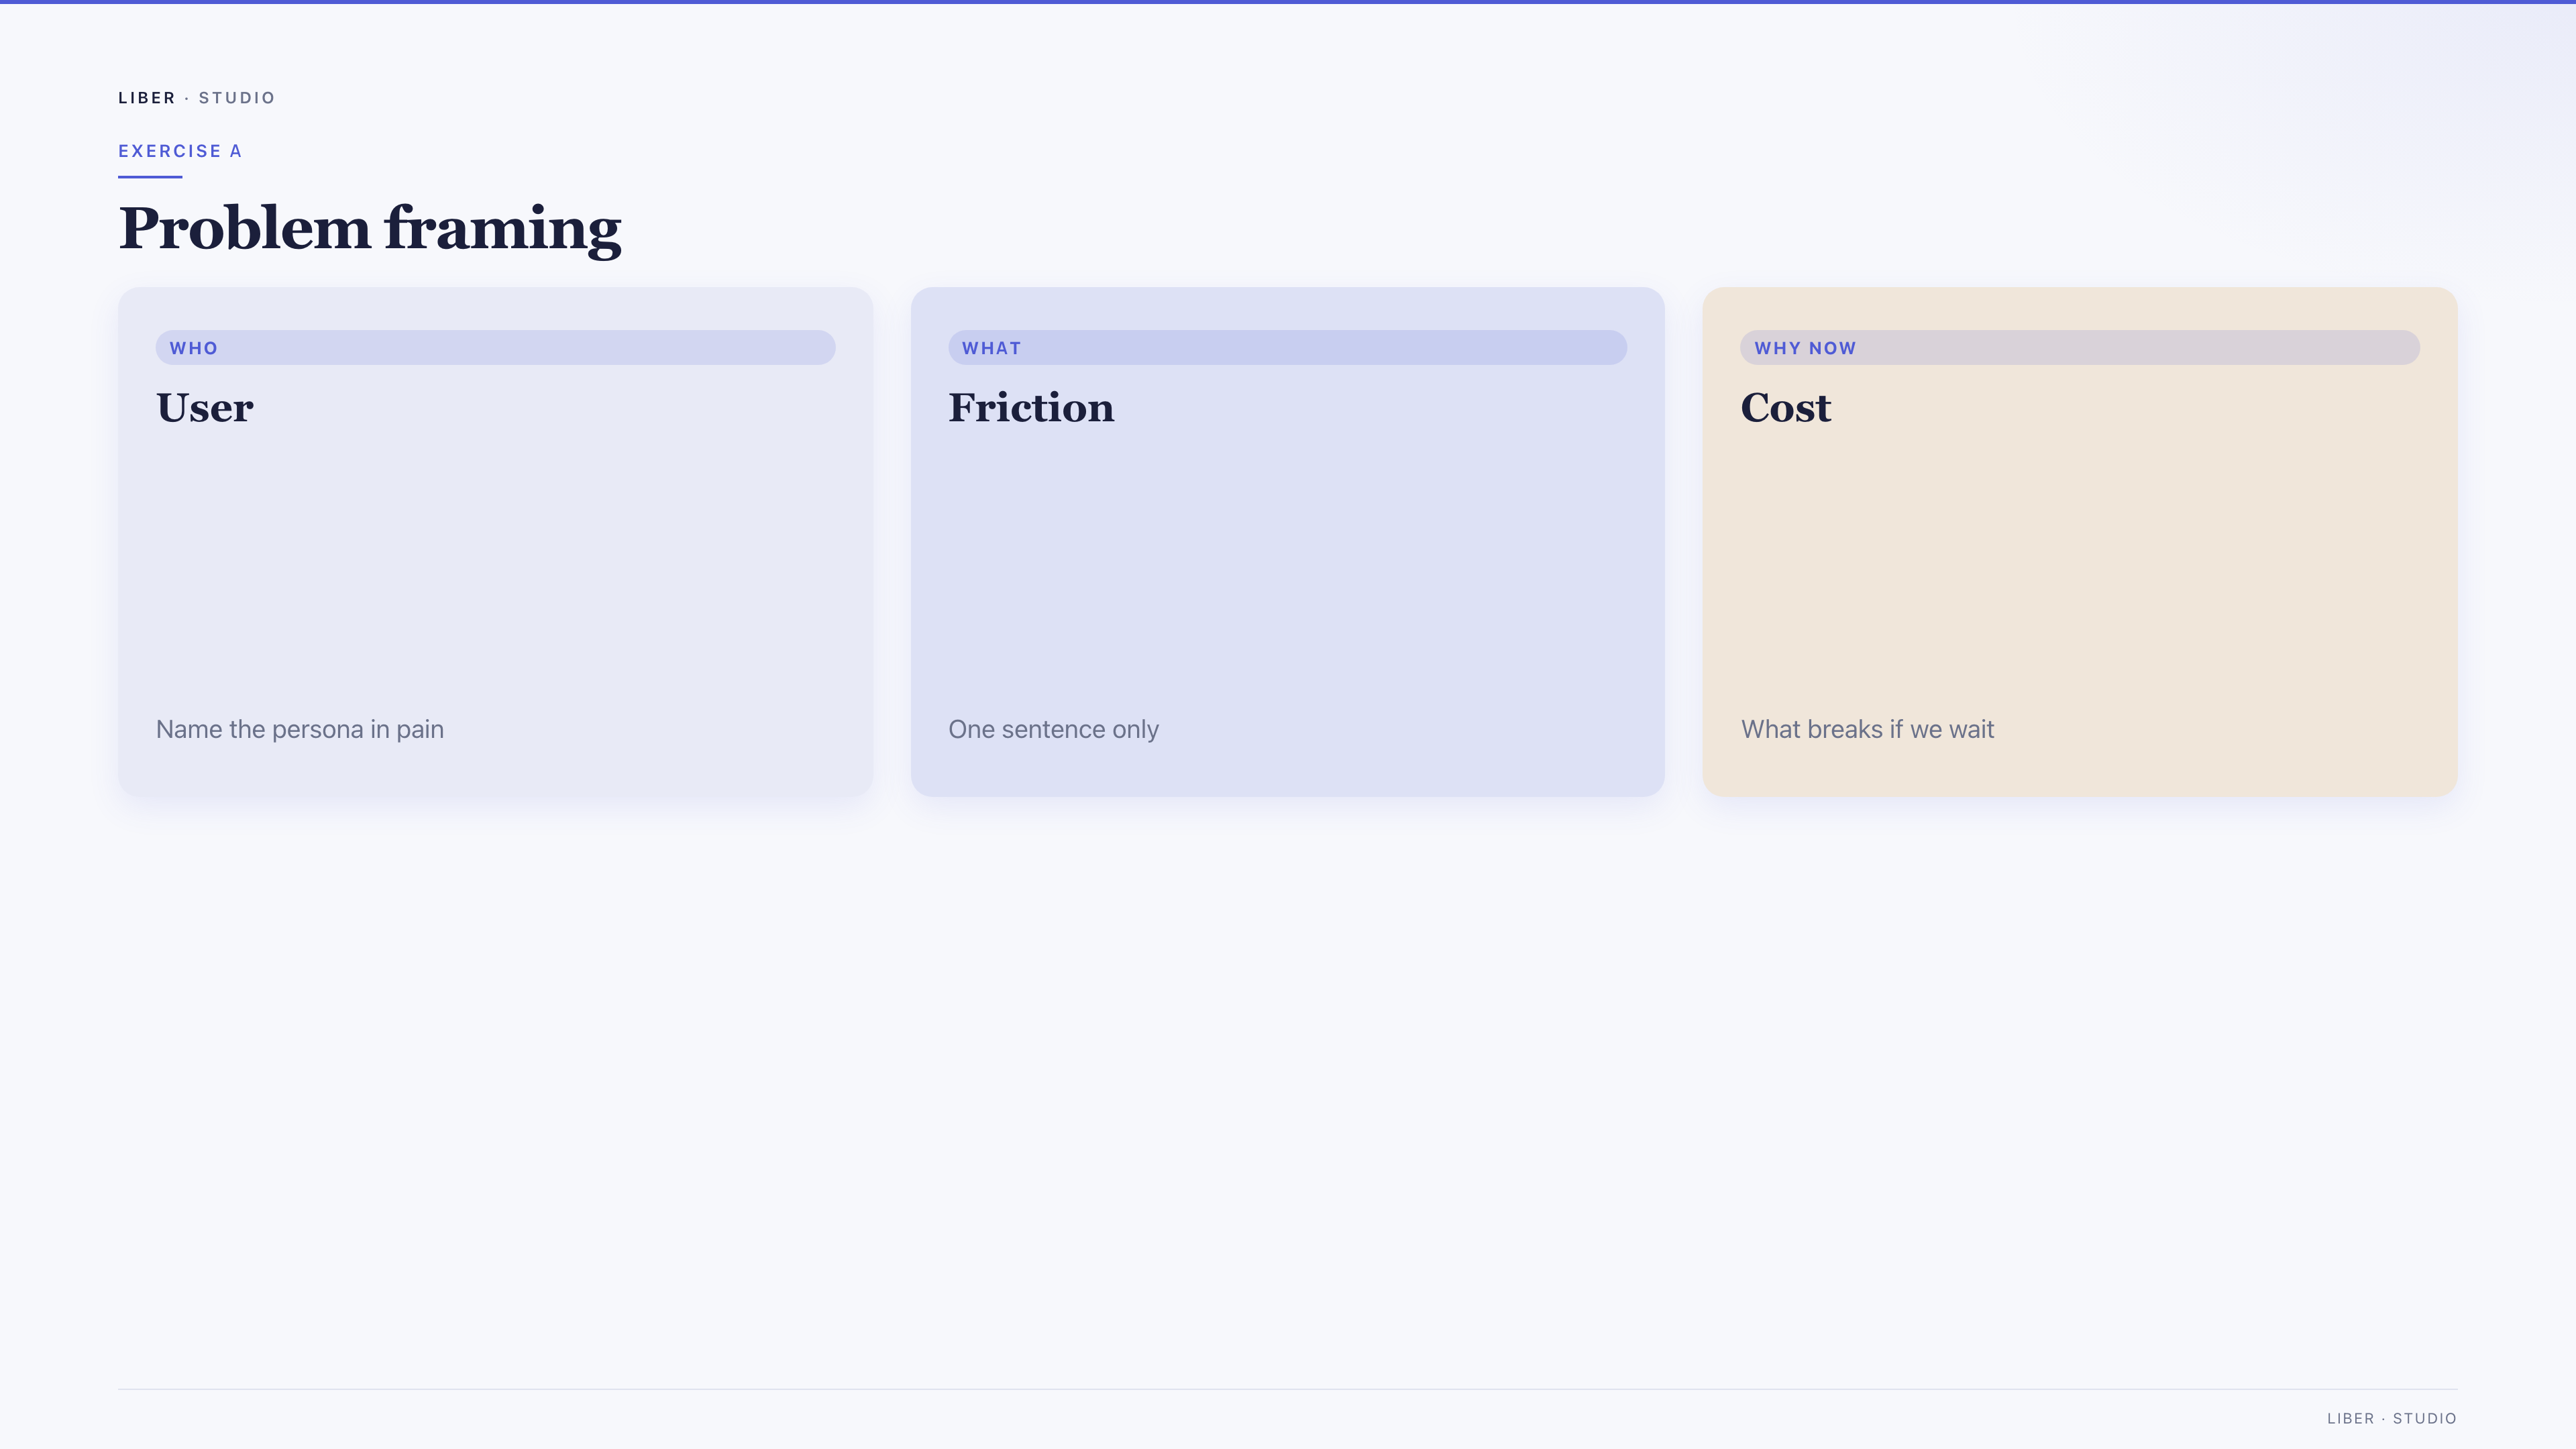 LIBER · STUDIO
EXERCISE A
Problem framing
WHO
User
Name the persona in pain
WHAT
Friction
One sentence only
WHY NOW
Cost
What breaks if we wait
LIBER · STUDIO